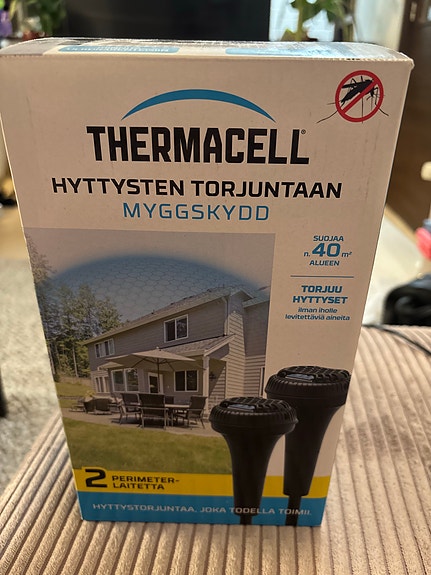 THERMACELL®
HYTTYSTEN TORJUNTAAN
MYGGSKYDD
SUOJAA
n. 40 m²
ALUEEN
TORJUU
HYTTYSET
ilman iholle
levitettäviä aineita
2 PERIMETER-
LAITETTA
HYTTYSTORJUNTAA, JOKA TODELLA TOIMII.